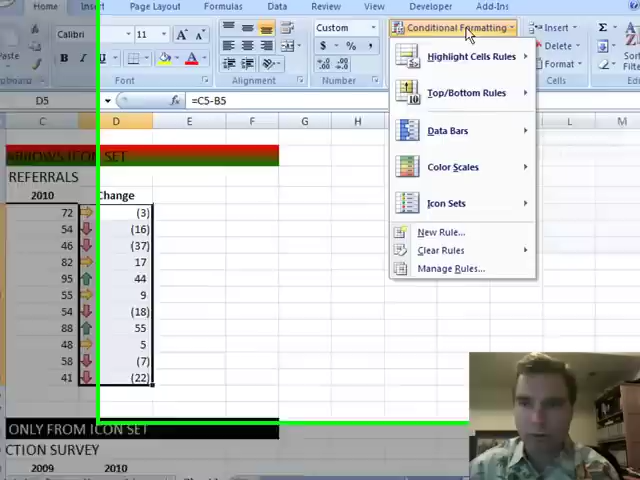 Home Insert Page Layout Formulas Data Review View Developer Add-Ins
Calibri 11 Custom Conditional Formatting Insert
Delete
B I U $ % ,
Font Alignment Number Cells
D5 fx =C5-B5
C D E F G H L M
ARROWS ICON SET
REFERRALS
2010 Change
72 (3)
54 (16)
46 (37)
82 17
95 44
55 9
54 (18)
88 55
48 5
58 (7)
41 (22)
ONLY FROM ICON SET
CTION SURVEY
2009 2010
Highlight Cells Rules
Top/Bottom Rules
Data Bars
Color Scales
Icon Sets
New Rule...
Clear Rules
Manage Rules...